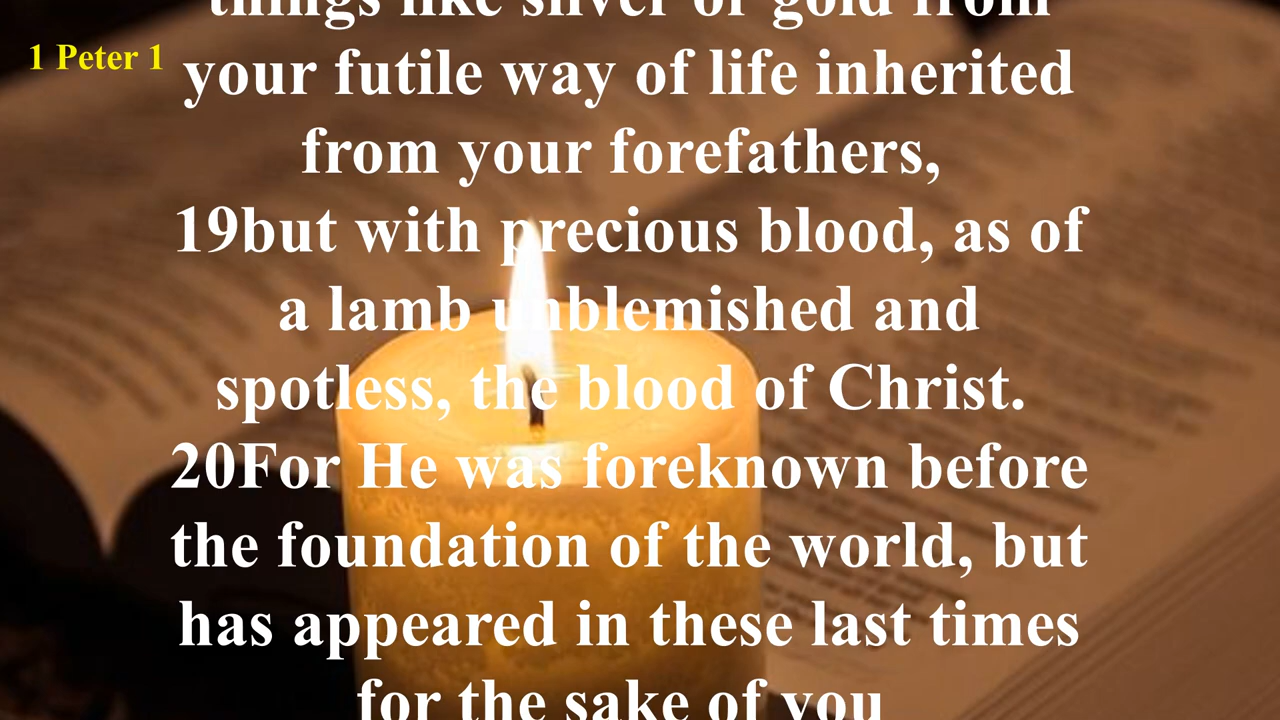 things like silver or gold from
1 Peter 1
your futile way of life inherited
from your forefathers,
19but with precious blood, as of
a lamb unblemished and
spotless, the blood of Christ.
20For He was foreknown before
the foundation of the world, but
has appeared in these last times
for the sake of you